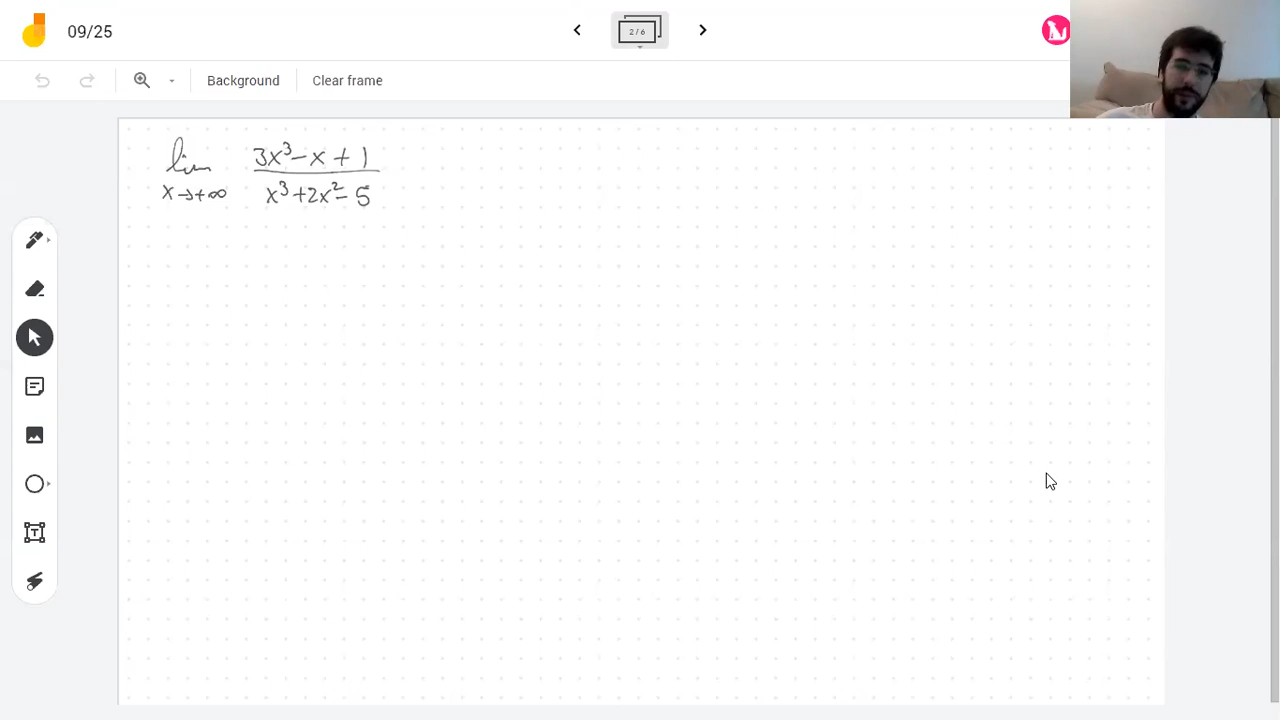 09/25
2 / 6
Background
Clear frame
lim 3x³ - x + 1
x→+∞ x³ + 2x² - 5
T